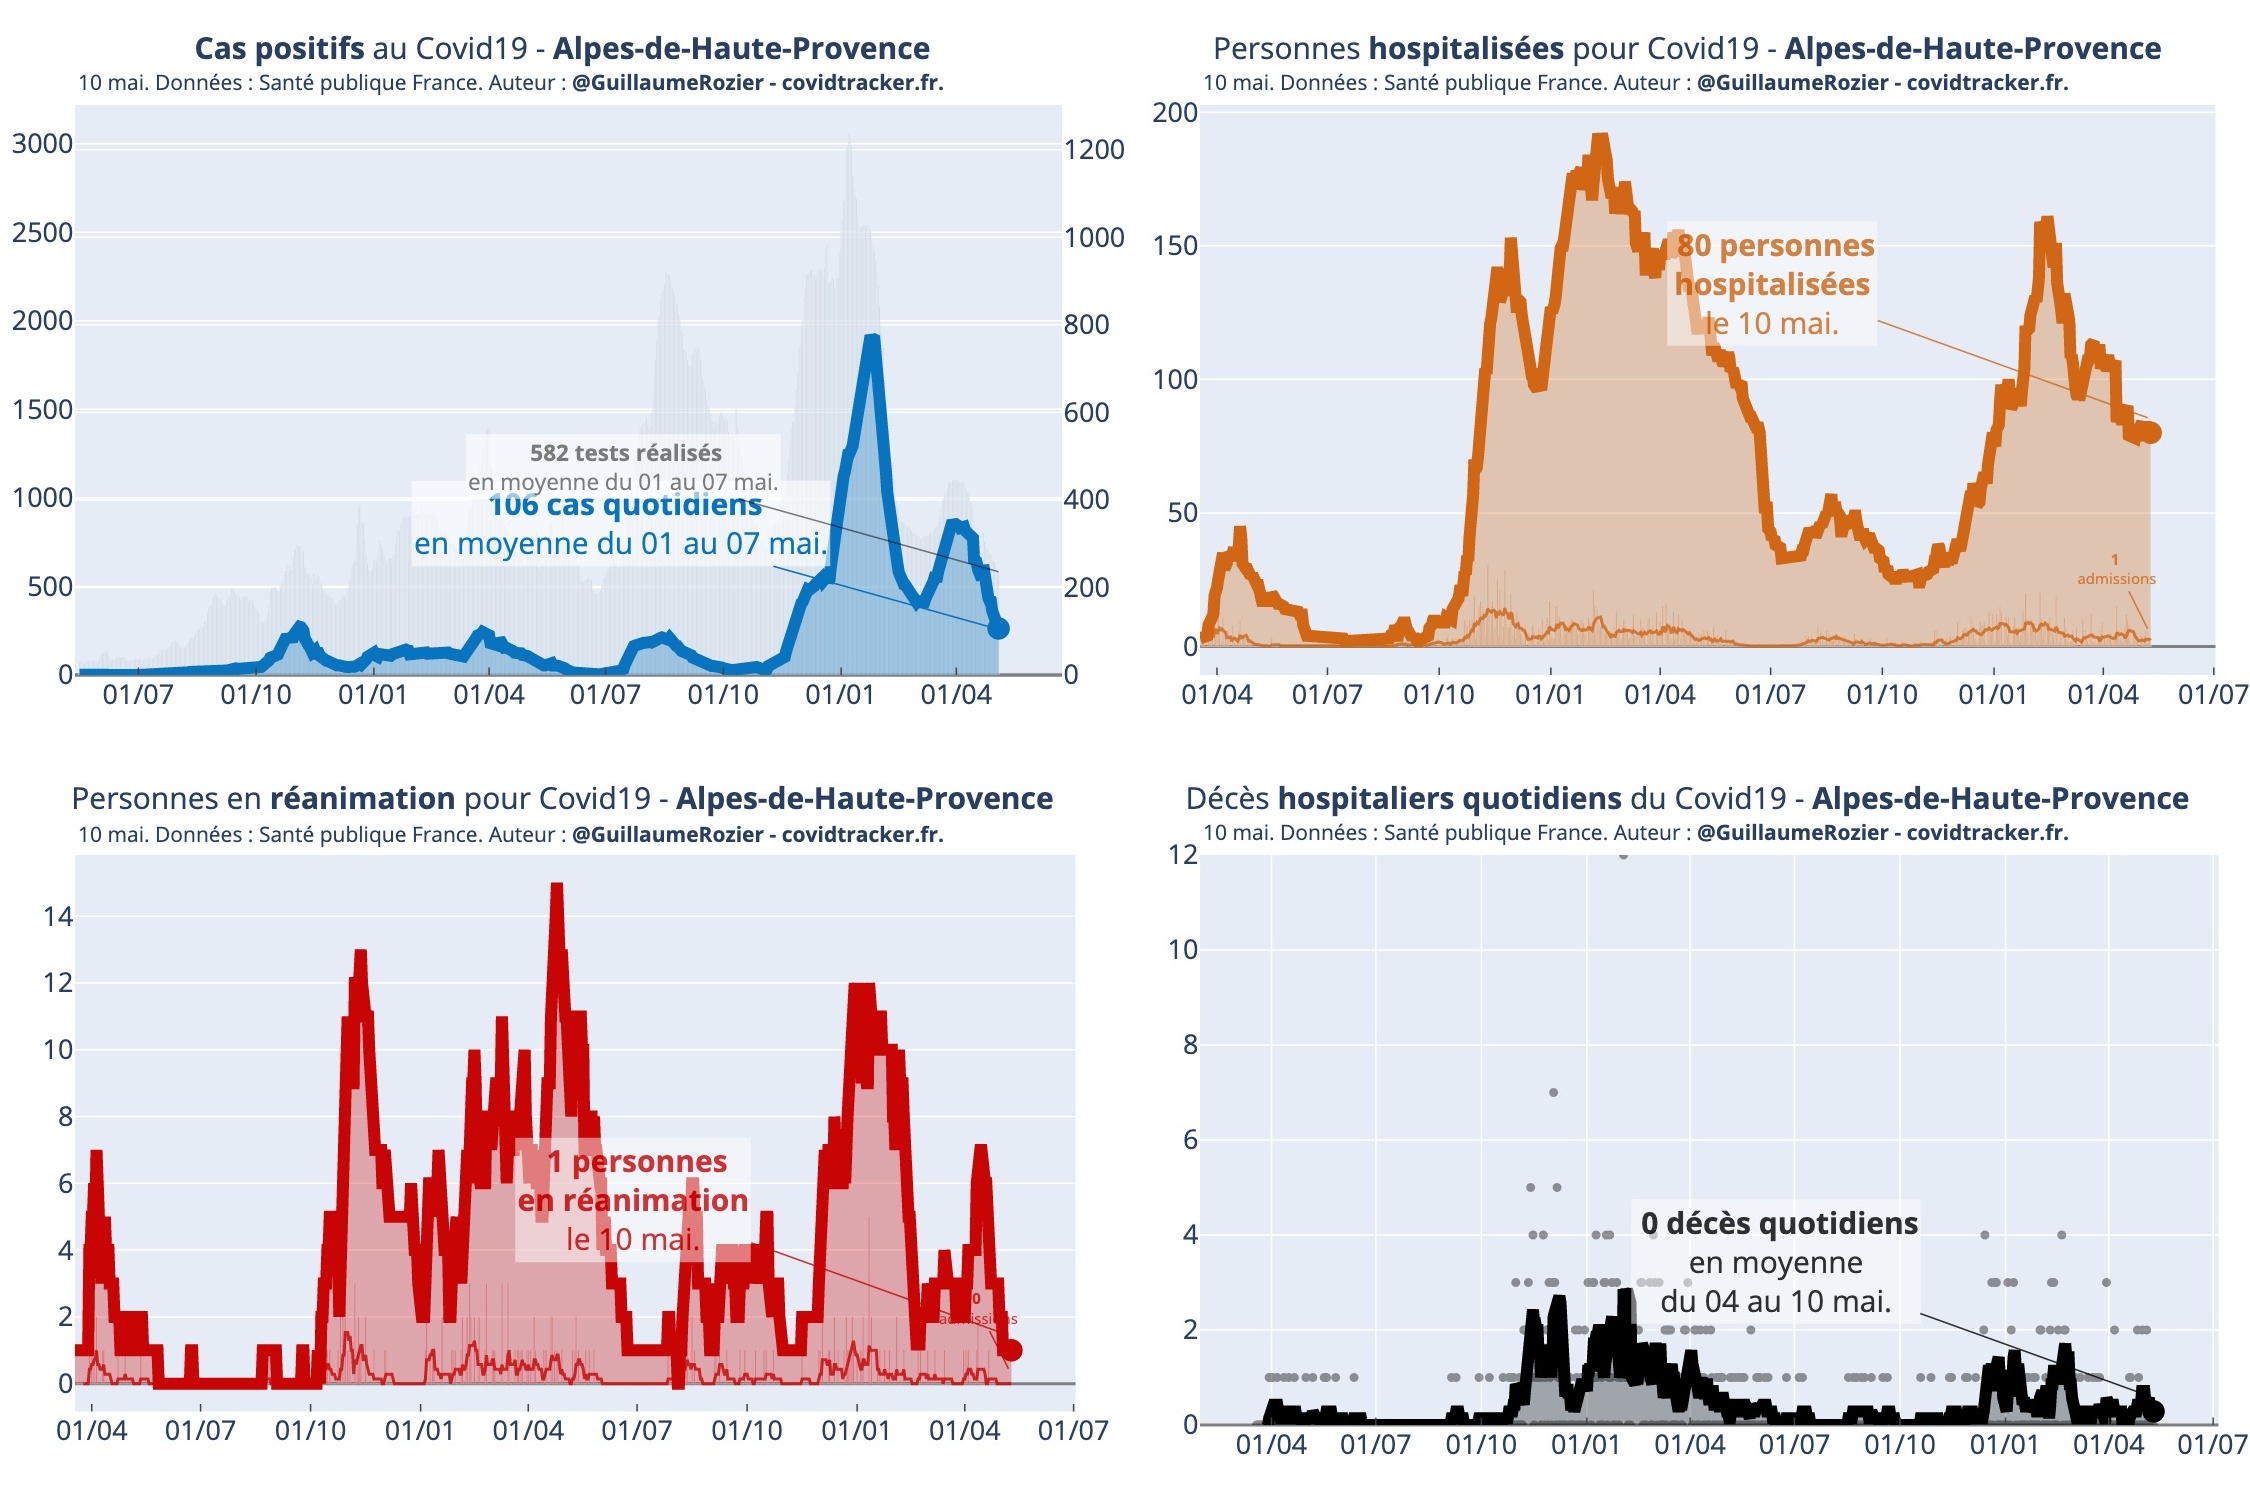 Cas positifs au Covid19 - Alpes-de-Haute-Provence
10 mai. Données : Santé publique France. Auteur : @GuillaumeRozier - covidtracker.fr.
3000
2500
2000
1500
1000
500
0
1200
1000
800
600
400
200
0
582 tests réalisés
en moyenne du 01 au 07 mai.
106 cas quotidiens
en moyenne du 01 au 07 mai.
01/07 01/10 01/01 01/04 01/07 01/10 01/01 01/04
Personnes hospitalisées pour Covid19 - Alpes-de-Haute-Provence
10 mai. Données : Santé publique France. Auteur : @GuillaumeRozier - covidtracker.fr.
200
150
100
50
0
80 personnes
hospitalisées
le 10 mai.
1
admissions
01/04 01/07 01/10 01/01 01/04 01/07 01/10 01/01 01/04 01/07
Personnes en réanimation pour Covid19 - Alpes-de-Haute-Provence
10 mai. Données : Santé publique France. Auteur : @GuillaumeRozier - covidtracker.fr.
14
12
10
8
6
4
2
0
1 personnes
en réanimation
le 10 mai.
0
admissions
01/04 01/07 01/10 01/01 01/04 01/07 01/10 01/01 01/04 01/07
Décès hospitaliers quotidiens du Covid19 - Alpes-de-Haute-Provence
10 mai. Données : Santé publique France. Auteur : @GuillaumeRozier - covidtracker.fr.
12
10
8
6
4
2
0
0 décès quotidiens
en moyenne
du 04 au 10 mai.
01/04 01/07 01/10 01/01 01/04 01/07 01/10 01/01 01/04 01/07